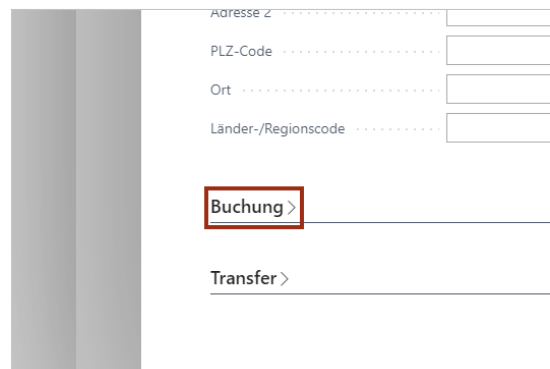 Adresse 2
PLZ-Code
Ort
Länder-/Regionscode
Buchung
Transfer